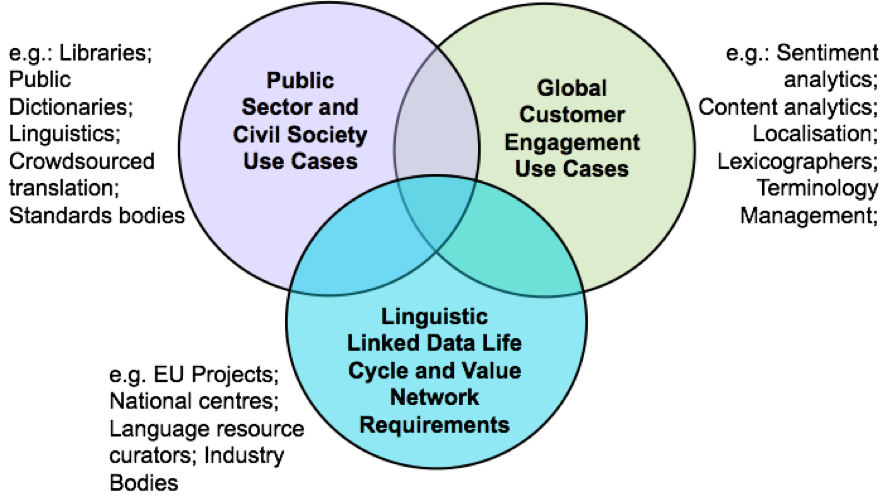 e.g.: Libraries;
Public
Dictionaries;
Linguistics;
Crowdsourced
translation;
Standards bodies
Public
Sector and
Civil Society
Use Cases
Global
Customer
Engagement
Use Cases
e.g.: Sentiment
analytics;
Content analytics;
Localisation;
Lexicographers;
Terminology
Management;
Linguistic
Linked Data Life
Cycle and Value
Network
Requirements
e.g. EU Projects;
National centres;
Language resource
curators; Industry
Bodies